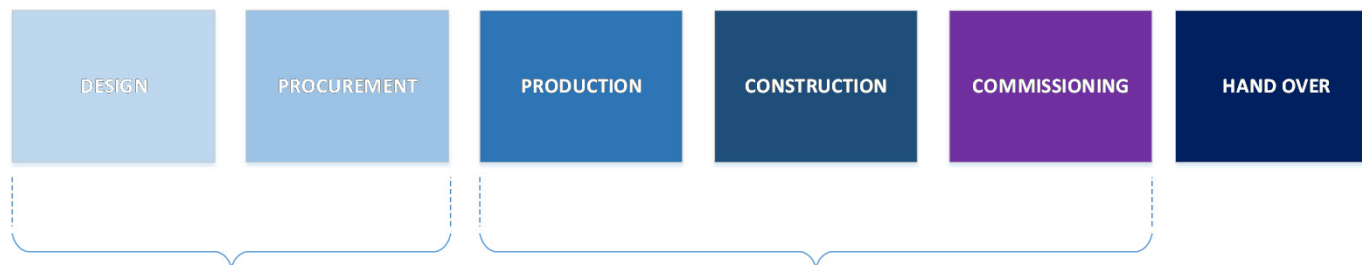 DESIGN
PROCUREMENT
PRODUCTION
CONSTRUCTION
COMMISSIONING
HAND OVER